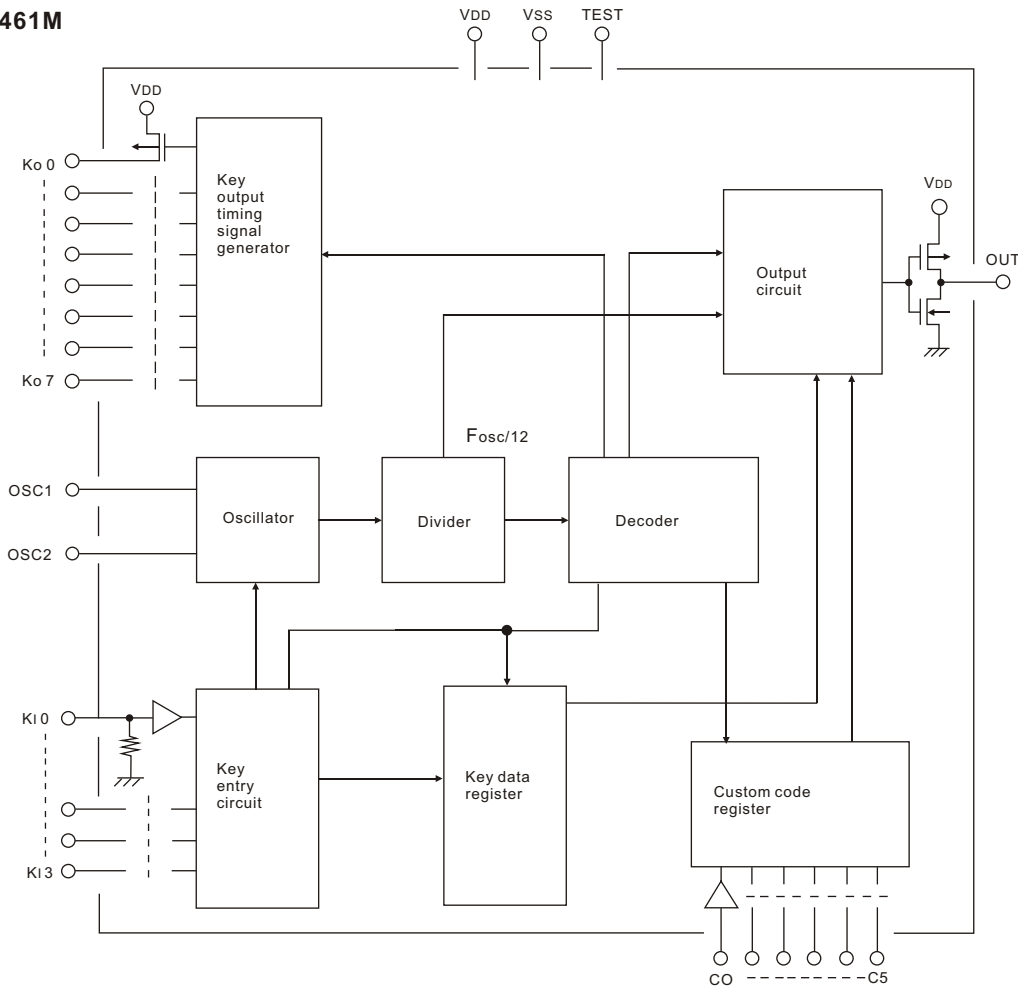 461M
VDD
VSS
TEST
VDD
Ko 0
Key
output
timing
signal
generator
VDD
Output
circuit
OUT
Ko 7
Fosc/12
OSC1
Oscillator
Divider
Decoder
OSC2
KI 0
Key
entry
circuit
Key data
register
Custom code
register
KI 3
CO
C5